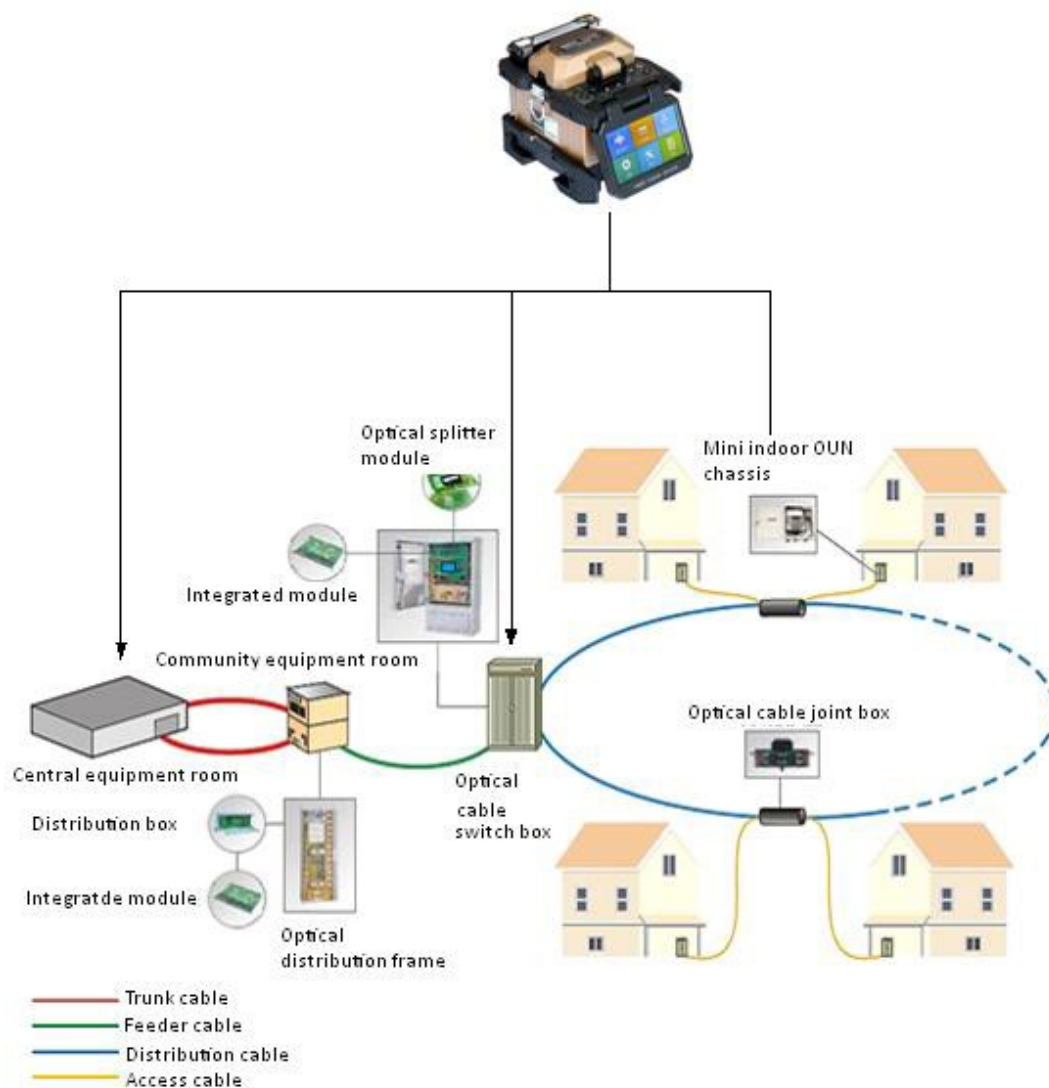 Optical splitter
module
Mini indoor OUN
chassis
Integrated module
Community equipment room
Optical cable joint box
Central equipment room
Optical
cable
switch box
Distribution box
Integratde module
Optical
distribution frame
Trunk cable
Feeder cable
Distribution cable
Access cable